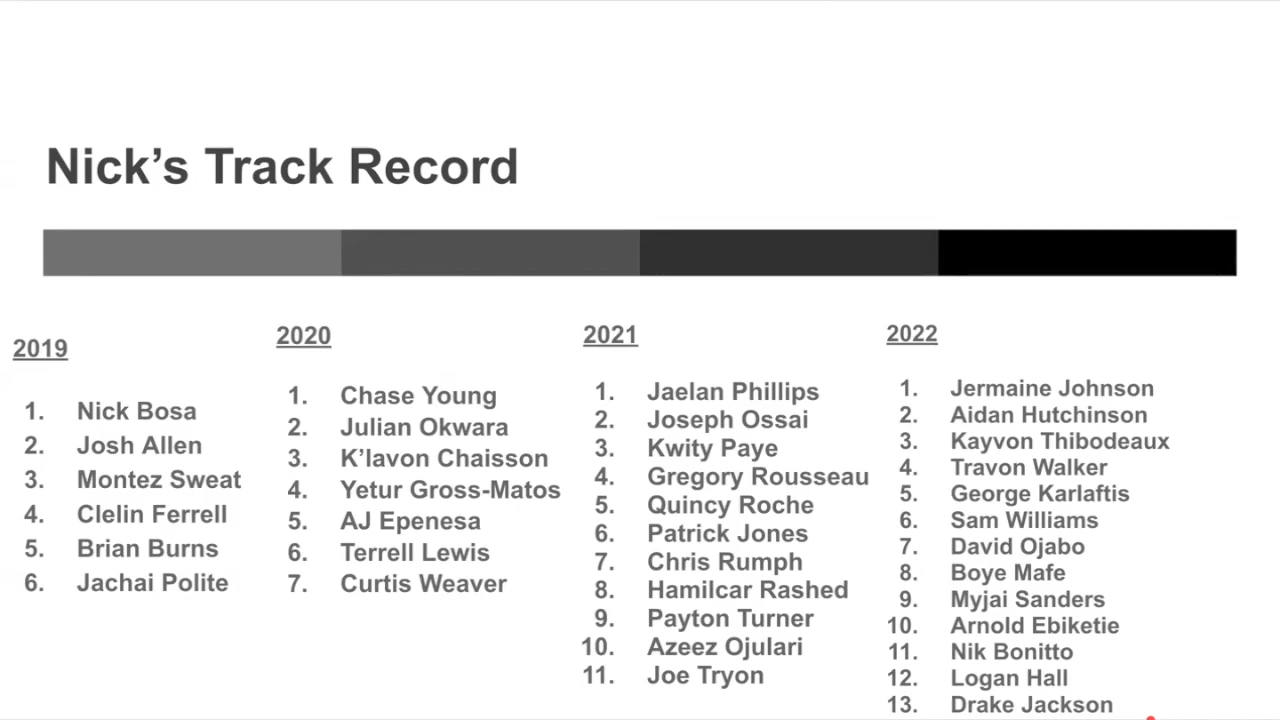 Nick’s Track Record
2019
1. Nick Bosa
2. Josh Allen
3. Montez Sweat
4. Clelin Ferrell
5. Brian Burns
6. Jachai Polite
2020
1. Chase Young
2. Julian Okwara
3. K’lavon Chaisson
4. Yetur Gross-Matos
5. AJ Epenesa
6. Terrell Lewis
7. Curtis Weaver
2021
1. Jaelan Phillips
2. Joseph Ossai
3. Kwity Paye
4. Gregory Rousseau
5. Quincy Roche
6. Patrick Jones
7. Chris Rumph
8. Hamilcar Rashed
9. Payton Turner
10. Azeez Ojulari
11. Joe Tryon
2022
1. Jermaine Johnson
2. Aidan Hutchinson
3. Kayvon Thibodeaux
4. Travon Walker
5. George Karlaftis
6. Sam Williams
7. David Ojabo
8. Boye Mafe
9. Myjai Sanders
10. Arnold Ebiketie
11. Nik Bonitto
12. Logan Hall
13. Drake Jackson